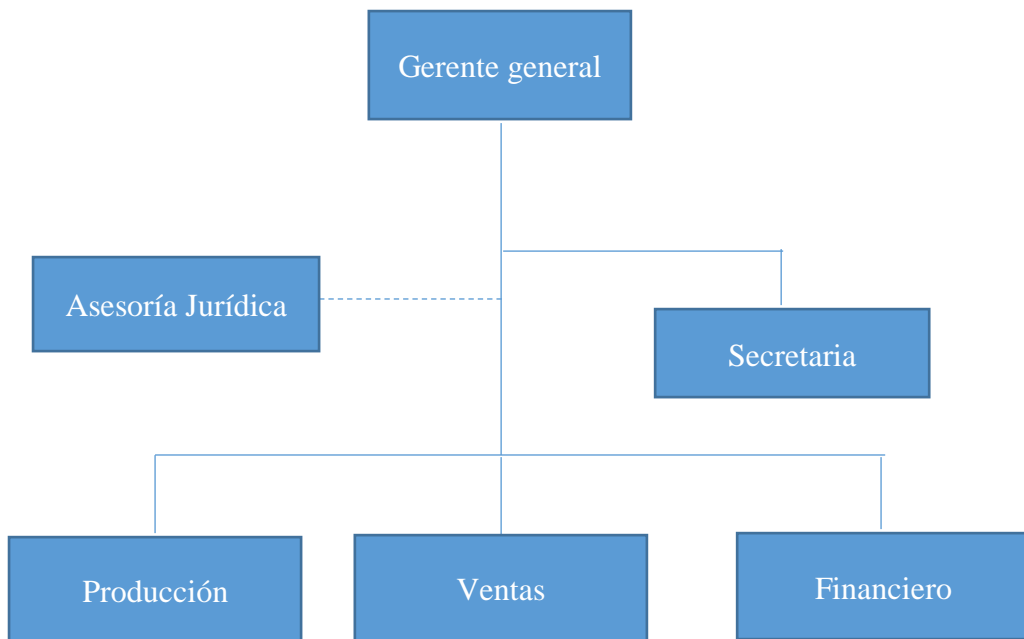 Gerente general
Asesoría Jurídica
Secretaria
Producción
Ventas
Financiero